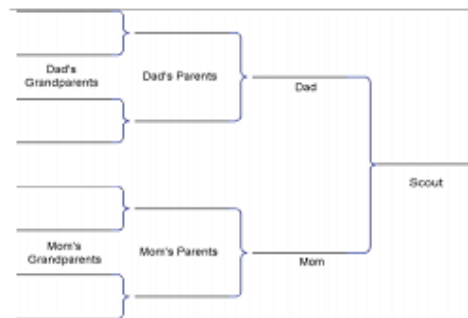 Dad's
Grandparents
Dad's Parents
Dad
Scout
Mom's
Grandparents
Mom's Parents
Mom